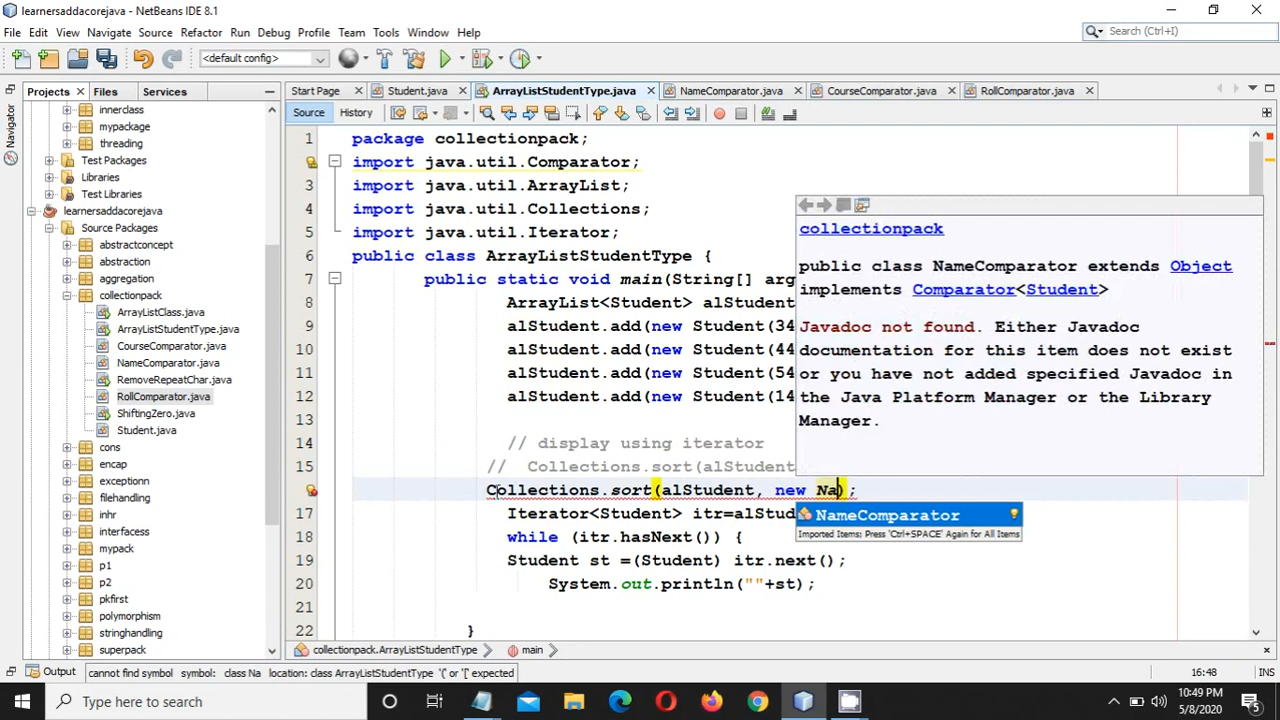 learnersaddacorejava - NetBeans IDE 8.1
File Edit View Navigate Source Refactor Run Debug Profile Team Tools Window Help
Search (Ctrl+I)
<default config>
Projects Files Services
Start Page Student.java ArrayListStudentType.java NameComparator.java CourseComparator.java RollComparator.java
Source History
Navigator
innerclass
mypackage
threading
Test Packages
Libraries
Test Libraries
learnersaddacorejava
Source Packages
abstractconcept
abstraction
aggregation
collectionpack
ArrayListClass.java
ArrayListStudentType.java
CourseComparator.java
NameComparator.java
RemoveRepeatChar.java
RollComparator.java
ShiftingZero.java
Student.java
cons
encap
exceptionn
filehandling
inhr
interfacess
mypack
p1
p2
pkfirst
polymorphism
stringhandling
superpack
1 package collectionpack;
import java.util.Comparator;
3 import java.util.ArrayList;
4 import java.util.Collections;
5 import java.util.Iterator;
6 public class ArrayListStudentType {
7 public static void main(String[] arg
8 ArrayList<Student> alStudent
9 alStudent.add(new Student(34
10 alStudent.add(new Student(44
11 alStudent.add(new Student(54
12 alStudent.add(new Student(14
13
14 // display using iterator
15 // Collections.sort(alStudent
Collections.sort(alStudent, new Na);
17 Iterator<Student> itr=alStud
18 while (itr.hasNext()) {
19 Student st =(Student) itr.next();
20 System.out.println(""+st);
21
22 }
collectionpack
public class NameComparator extends Object
implements Comparator<Student>
Javadoc not found. Either Javadoc
documentation for this item does not exist
or you have not added specified Javadoc in
the Java Platform Manager or the Library
Manager.
NameComparator
Imported Items; Press 'Ctrl+SPACE' Again for All Items
collectionpack.ArrayListStudentType main
Output cannot find symbol symbol: class Na location: class ArrayListStudentType '(' or '[' expected 16:48 INS
Type here to search
10:49 PM
5/8/2020
5